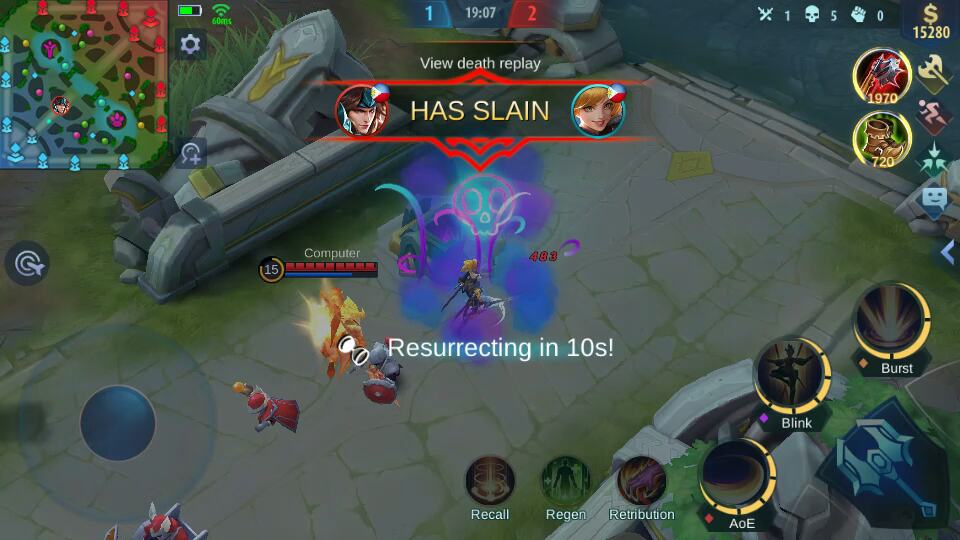 60ms
1 19:07 2
1 5 0
$
15280
View death replay
HAS SLAIN
1970
720
483
Computer
15
Resurrecting in 10s!
Burst
Blink
AoE
Recall
Regen
Retribution